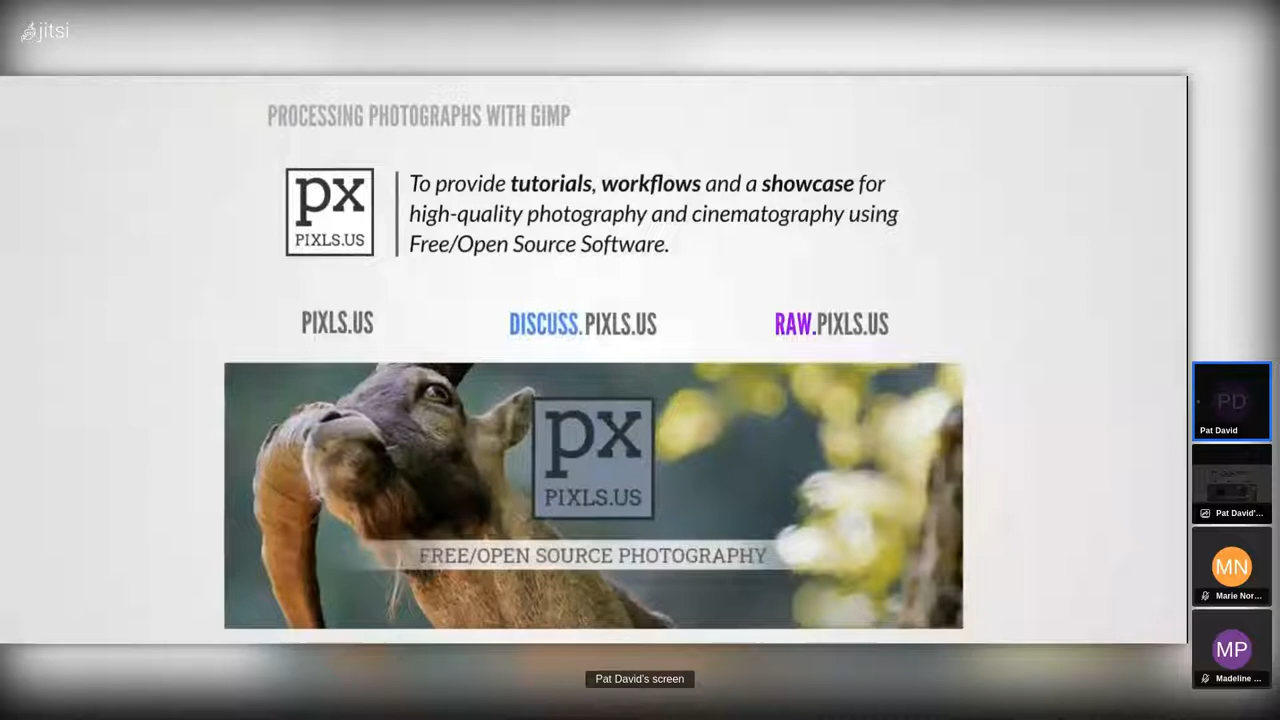 jitsi
PROCESSING PHOTOGRAPHS WITH GIMP
px
PIXLS.US
To provide tutorials, workflows and a showcase for
high-quality photography and cinematography using
Free/Open Source Software.
PIXLS.US
DISCUSS.PIXLS.US
RAW.PIXLS.US
px
PIXLS.US
FREE/OPEN SOURCE PHOTOGRAPHY
PD
Pat David
Pat David'...
MN
Marie Nor...
MP
Madeline ...
Pat David's screen